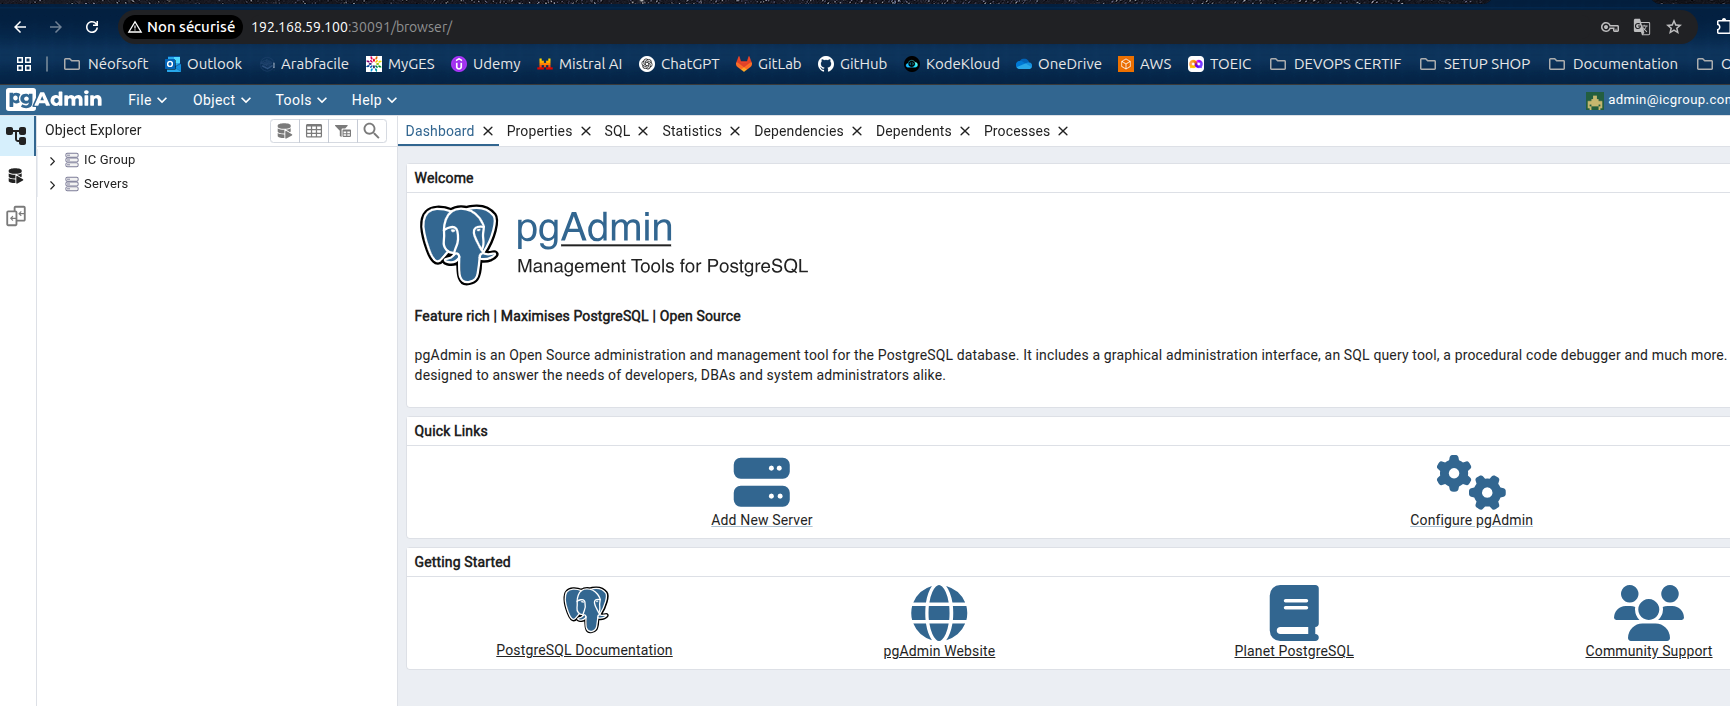 Non sécurisé 192.168.59.100:30091/browser/
Néofsoft Outlook Arabfacile MyGES Udemy Mistral AI ChatGPT GitLab GitHub KodeKloud OneDrive AWS TOEIC DEVOPS CERTIF SETUP SHOP Documentation
pgAdmin File Object Tools Help admin@icgroup.con
Object Explorer
Dashboard Properties SQL Statistics Dependencies Dependents Processes
IC Group
Servers
Welcome
pgAdmin
Management Tools for PostgreSQL
Feature rich | Maximises PostgreSQL | Open Source
pgAdmin is an Open Source administration and management tool for the PostgreSQL database. It includes a graphical administration interface, an SQL query tool, a procedural code debugger and much more.
designed to answer the needs of developers, DBAs and system administrators alike.
Quick Links
Add New Server
Configure pgAdmin
Getting Started
PostgreSQL Documentation
pgAdmin Website
Planet PostgreSQL
Community Support